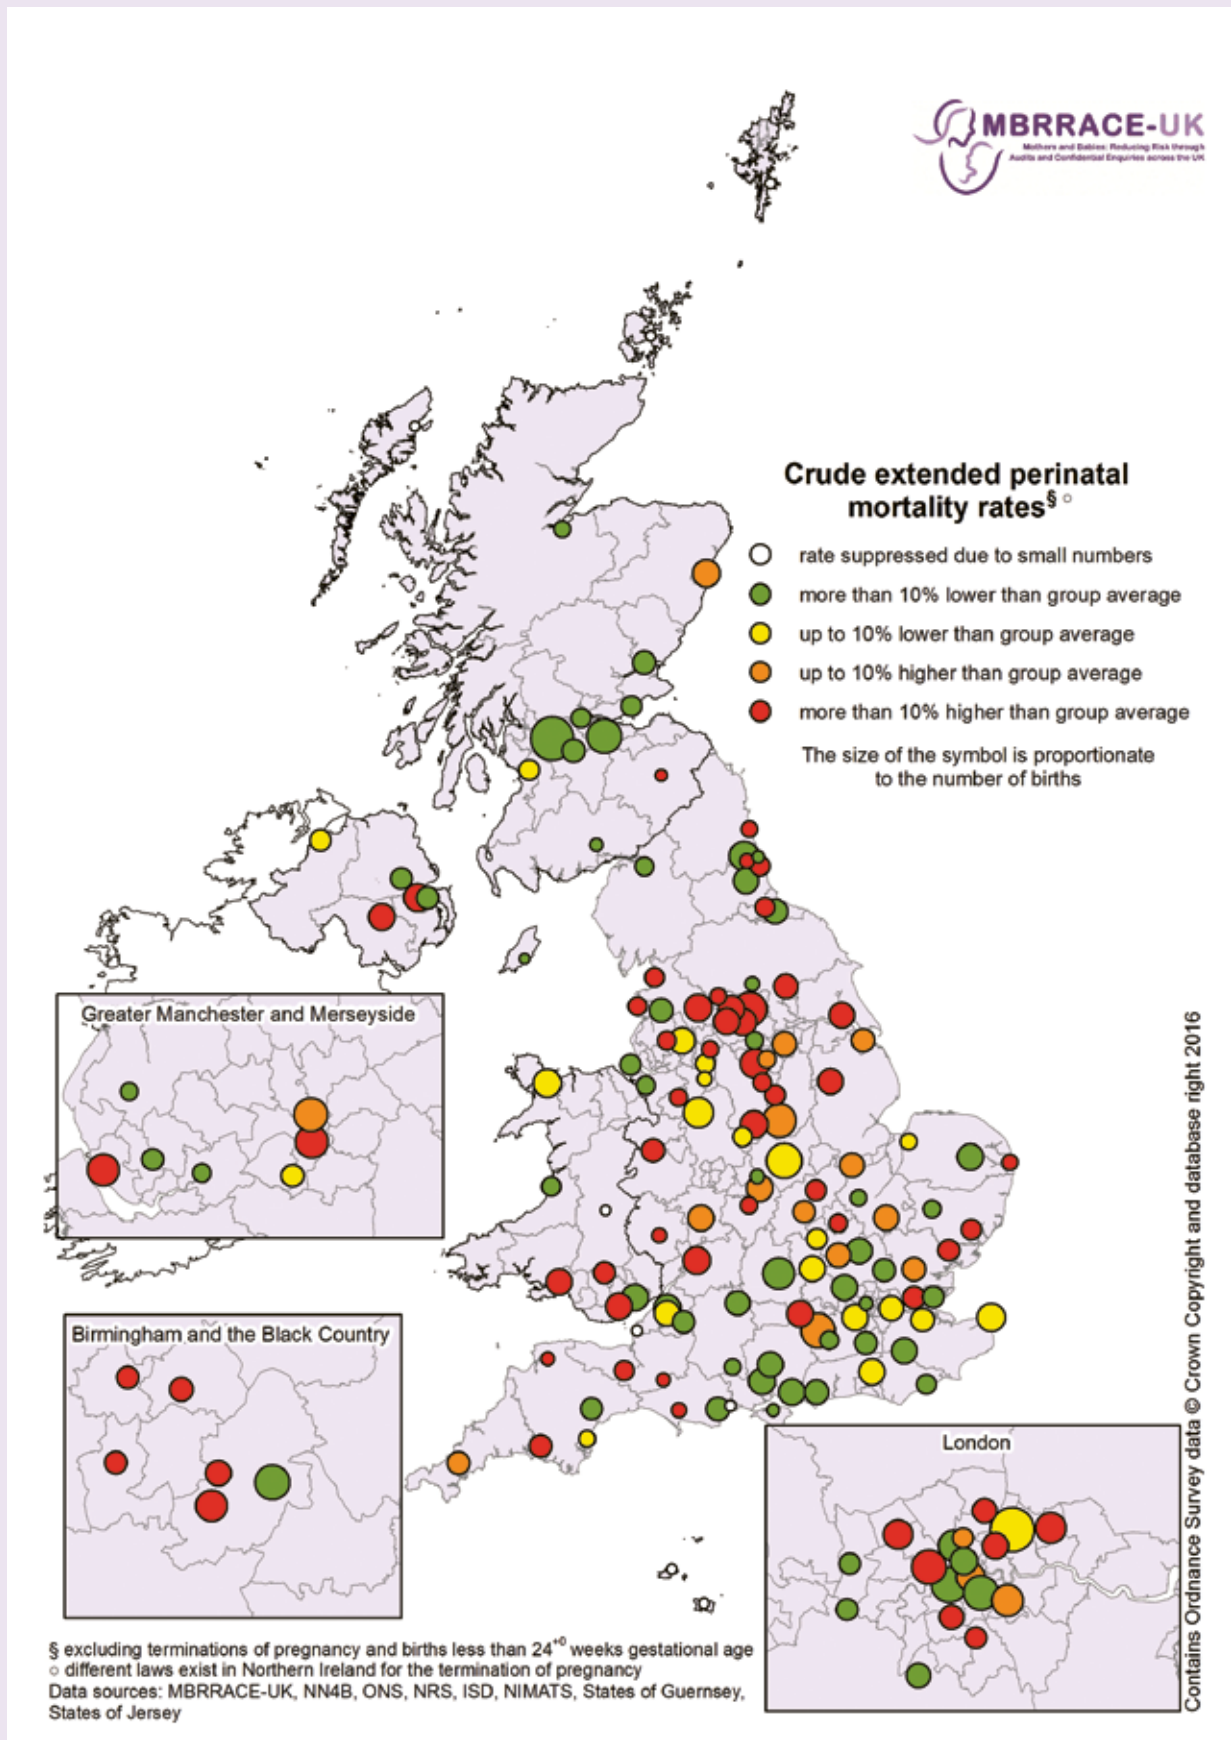 MBRRACE-UK
Mothers and Babies: Reducing Risk through
Audits and Confidential Enquiries across the UK
Crude extended perinatal
mortality rates§ ○
rate suppressed due to small numbers
more than 10% lower than group average
up to 10% lower than group average
up to 10% higher than group average
more than 10% higher than group average
The size of the symbol is proportionate
to the number of births
Greater Manchester and Merseyside
Birmingham and the Black Country
London
§ excluding terminations of pregnancy and births less than 24+0 weeks gestational age
○ different laws exist in Northern Ireland for the termination of pregnancy
Data sources: MBRRACE-UK, NN4B, ONS, NRS, ISD, NIMATS, States of Guernsey,
States of Jersey
Contains Ordnance Survey data © Crown Copyright and database right 2016